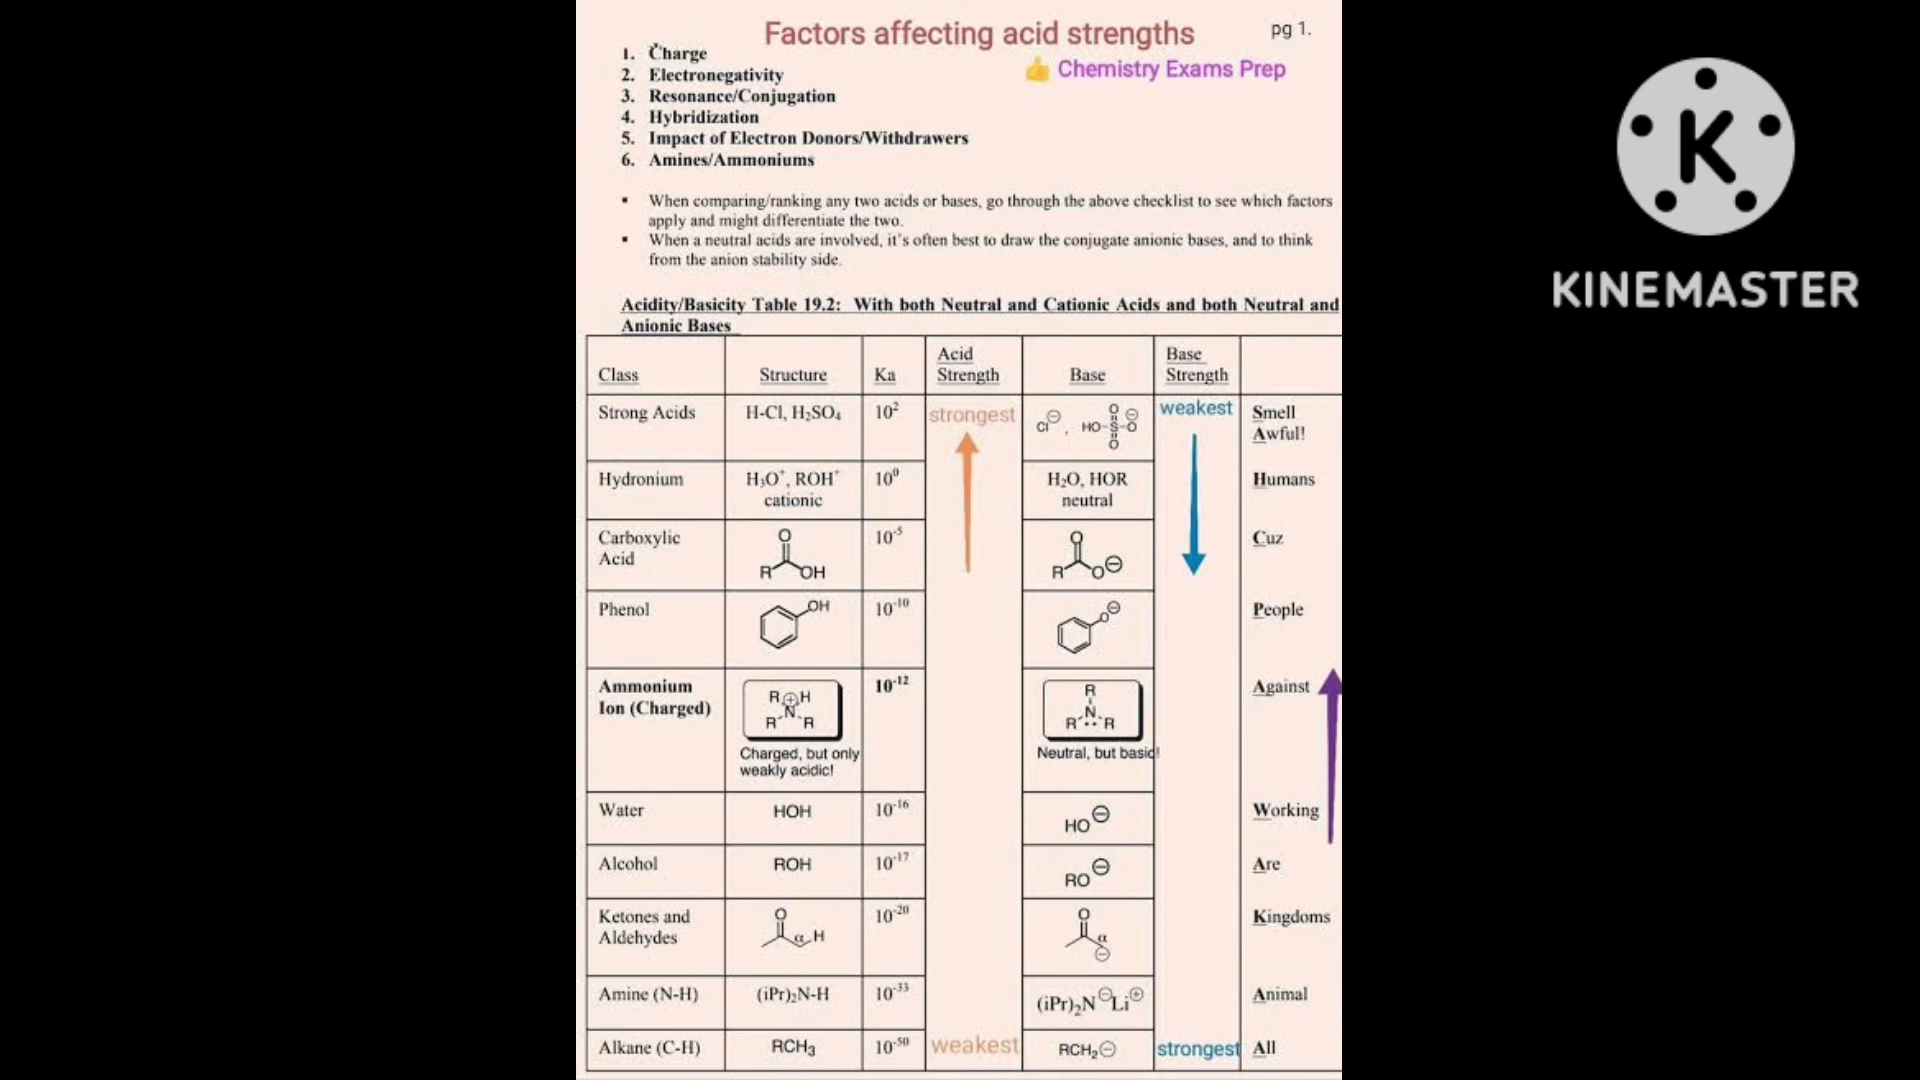 Factors affecting acid strengths
pg 1.
👍 Chemistry Exams Prep
1. Charge
2. Electronegativity
3. Resonance/Conjugation
4. Hybridization
5. Impact of Electron Donors/Withdrawers
6. Amines/Ammoniums
▪ When comparing/ranking any two acids or bases, go through the above checklist to see which factors
apply and might differentiate the two.
▪ When a neutral acids are involved, it's often best to draw the conjugate anionic bases, and to think
from the anion stability side.
Acidity/Basicity Table 19.2: With both Neutral and Cationic Acids and both Neutral and
Anionic Bases
Class Structure Ka Acid Strength Base Base Strength
Strong Acids H-Cl, H₂SO₄ 10² strongest Cl⊖, HO-S-O⊖ O O weakest Smell Awful!
Hydronium H₃O⁺, ROH⁺ cationic 10⁰ H₂O, HOR neutral Humans
Carboxylic Acid O R OH 10⁻⁵ O R O⊖ Cuz
Phenol OH 10⁻¹⁰ O⊖ People
Ammonium Ion (Charged) R ⊕ H N R R Charged, but only weakly acidic! 10⁻¹² R N R R Neutral, but basic! Against
Water HOH 10⁻¹⁶ HO⊖ Working
Alcohol ROH 10⁻¹⁷ RO⊖ Are
Ketones and Aldehydes O α H 10⁻²⁰ O α ⊖ Kingdoms
Amine (N-H) (iPr)₂N-H 10⁻³³ (iPr)₂N⊖ Li⊕ Animal
Alkane (C-H) RCH₃ 10⁻⁵⁰ weakest RCH₂⊖ strongest All
K
KINEMASTER